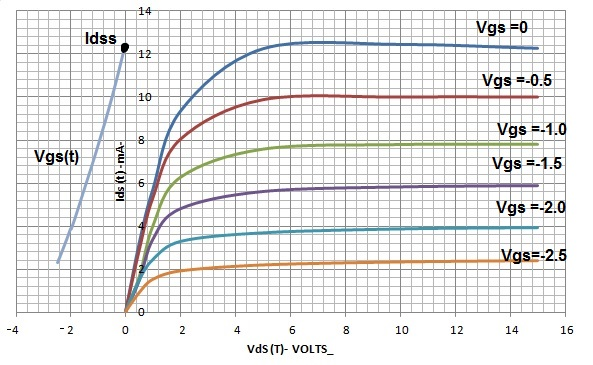 14
Vgs =0
Idss
12
10
Vgs =-0.5
8
Vgs =-1.0
Vgs(t)
Ids (t) -mA-
Vgs =-1.5
6
Vgs =-2.0
4
Vgs=-2.5
2
0
-4 -2 0 2 4 6 8 10 12 14 16
VdS (T)- VOLTS_